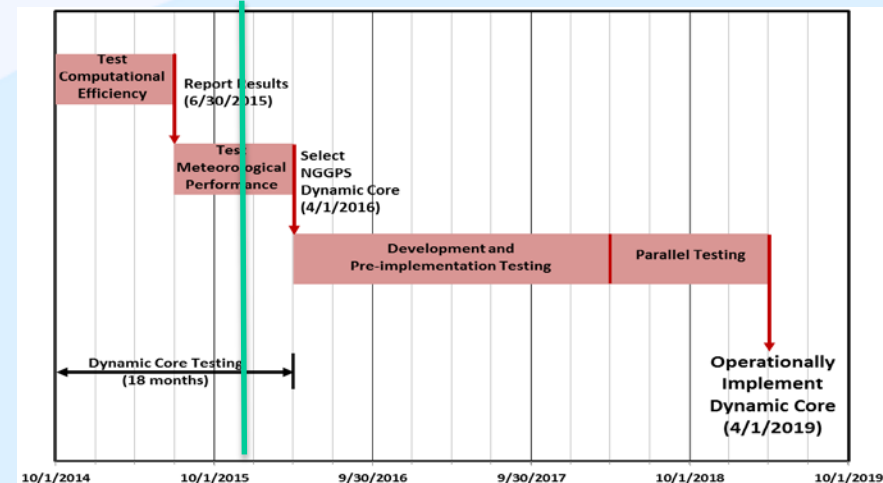 Test
Computational
Efficiency
Report Results
(6/30/2015)
Test
Meteorological
Performance
Select
NGGPS
Dynamic Core
(4/1/2016)
Development and
Pre-implementation Testing
Parallel Testing
Dynamic Core Testing
(18 months)
Operationally
Implement
Dynamic Core
(4/1/2019)
10/1/2014 10/1/2015 9/30/2016 9/30/2017 10/1/2018 10/1/2019